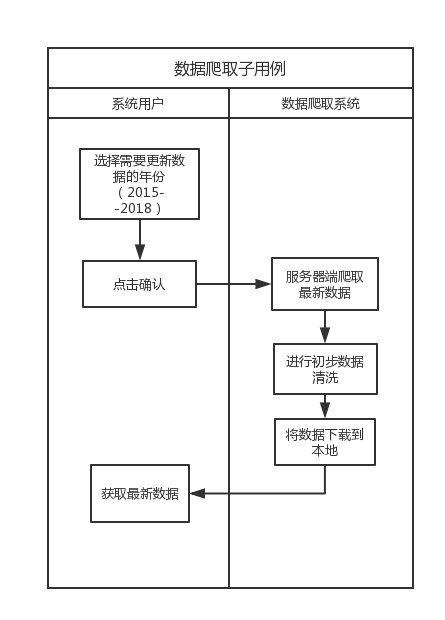 数据爬取子用例
系统用户
数据爬取系统
选择需要更新数
据的年份
（2015-
-2018）
点击确认
服务器端爬取
最新数据
进行初步数据
清洗
将数据下载到
本地
获取最新数据